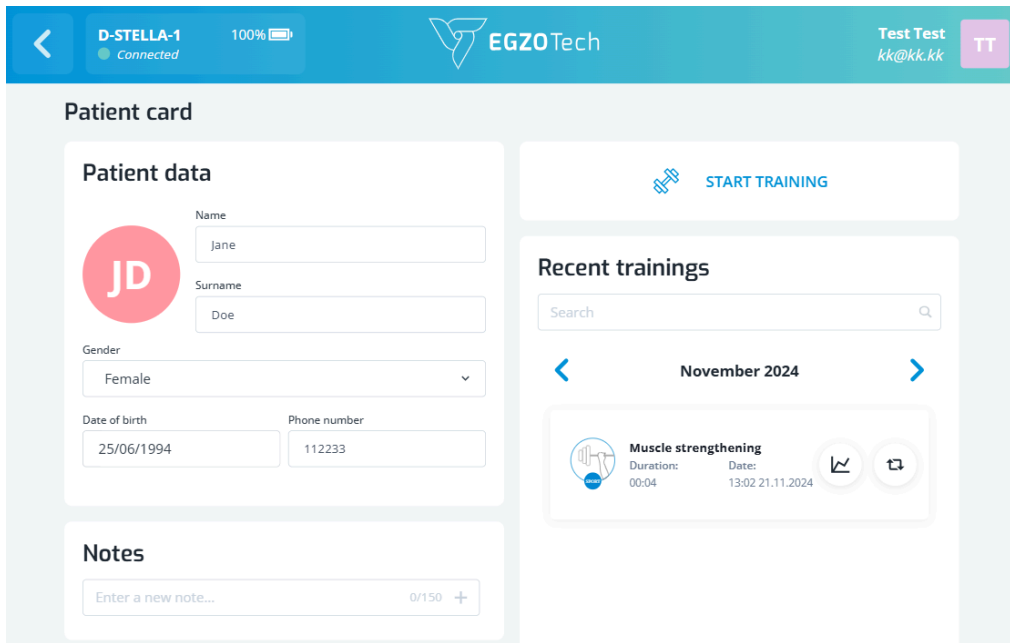 D-STELLA-1 100%
Connected
EGZOTech
Test Test
kk@kk.kk
TT
Patient card
Patient data
JD
Name
Jane
Surname
Doe
Gender
Female
Date of birth Phone number
25/06/1994 112233
Notes
Enter a new note... 0/150
START TRAINING
Recent trainings
Search
November 2024
SPORT
Muscle strengthening
Duration: Date:
00:04 13:02 21.11.2024